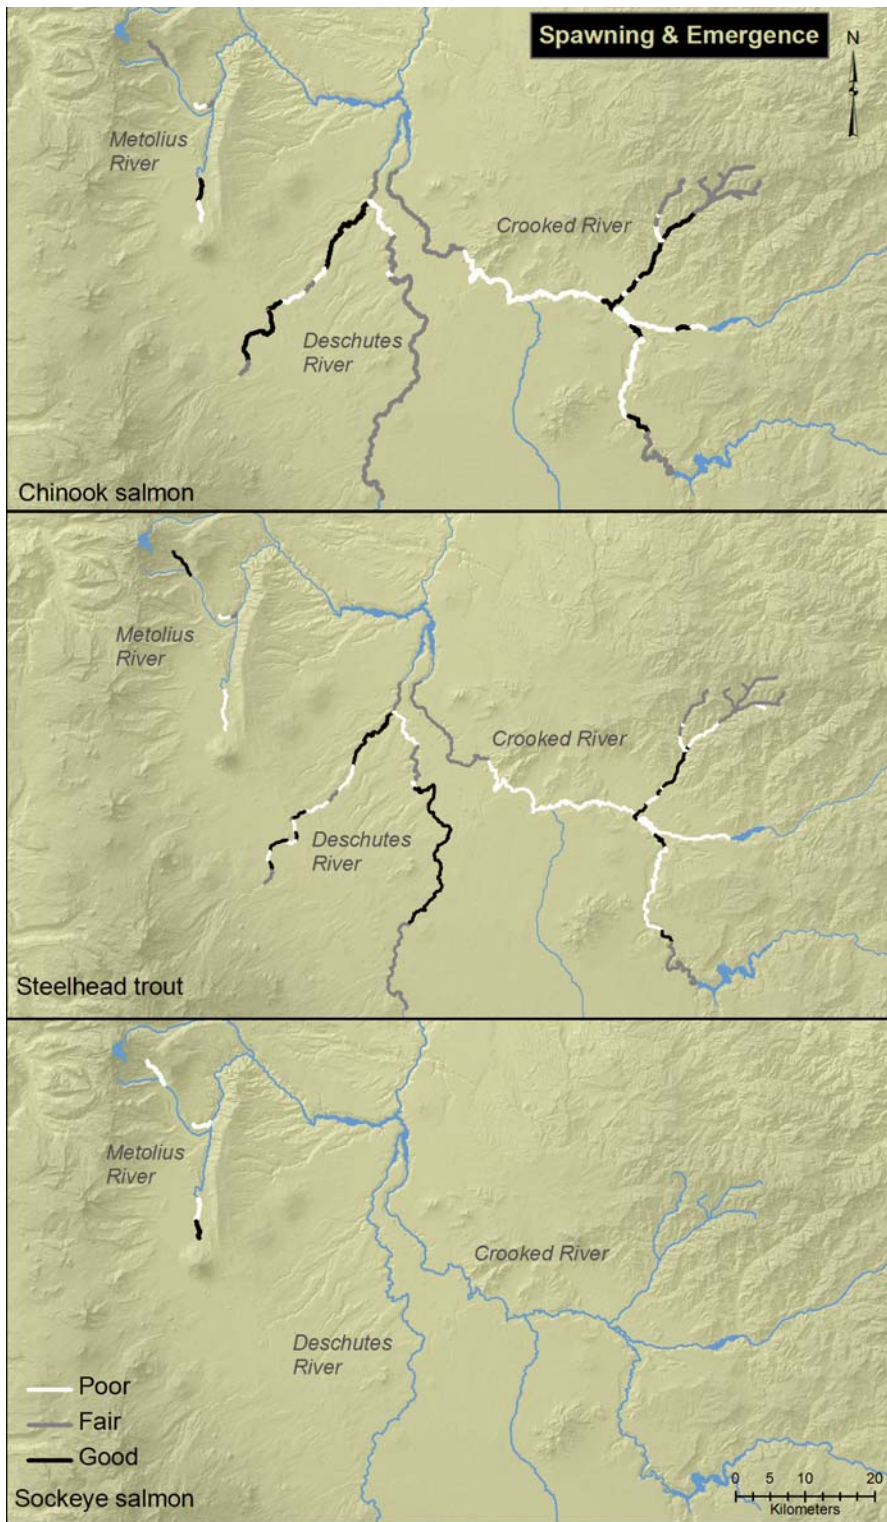 Spawning & Emergence
N
Metolius
River
Crooked River
Deschutes
River
Chinook salmon
Metolius
River
Crooked River
Deschutes
River
Steelhead trout
Metolius
River
Crooked River
Deschutes
River
Poor
Fair
Good
Sockeye salmon
0 5 10 20
Kilometers